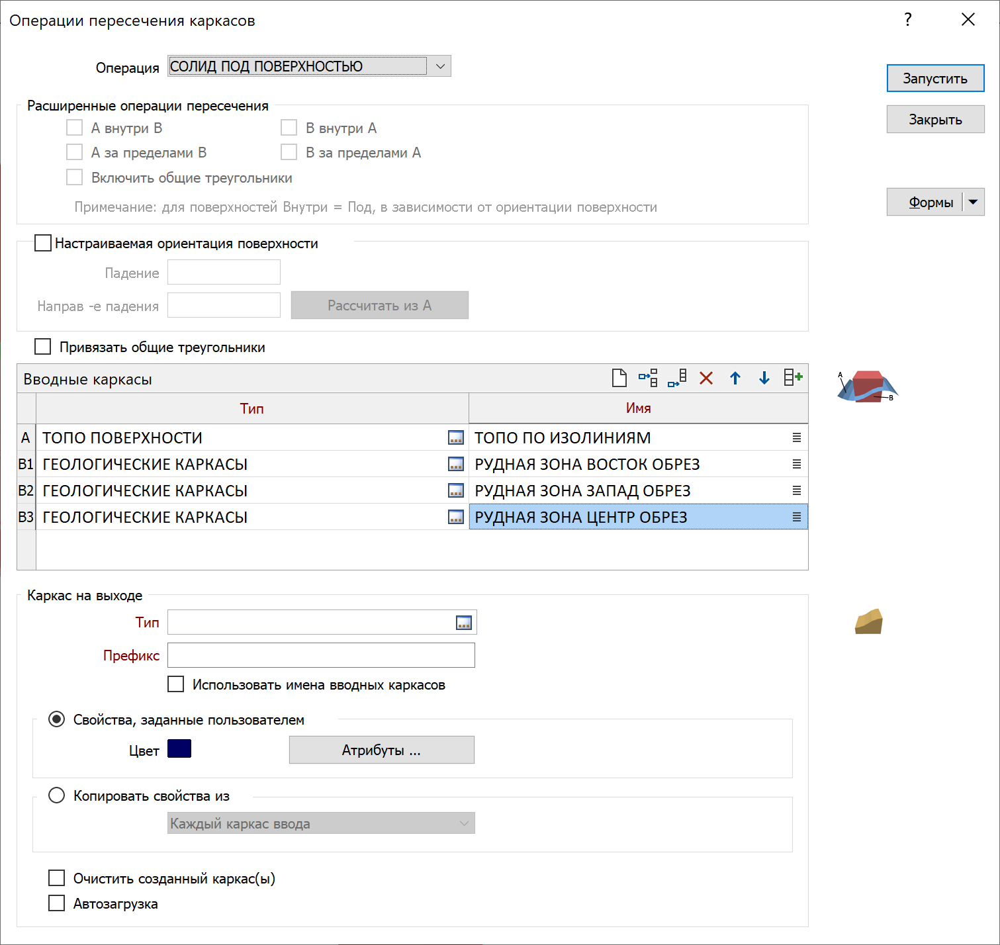 Операции пересечения каркасов
?
Операция СОЛИД ПОД ПОВЕРХНОСТЬЮ
Запустить
Расширенные операции пересечения
Закрыть
A внутри B B внутри A
A за пределами B B за пределами A
Включить общие треугольники
Формы
Примечание: для поверхностей Внутри = Под, в зависимости от ориентации поверхности
Настраиваемая ориентация поверхности
Падение
Направ -е падения Рассчитать из A
Привязать общие треугольники
Вводные каркасы
Тип Имя
A ТОПО ПОВЕРХНОСТИ ТОПО ПО ИЗОЛИНИЯМ
B1 ГЕОЛОГИЧЕСКИЕ КАРКАСЫ РУДНАЯ ЗОНА ВОСТОК ОБРЕЗ
B2 ГЕОЛОГИЧЕСКИЕ КАРКАСЫ РУДНАЯ ЗОНА ЗАПАД ОБРЕЗ
B3 ГЕОЛОГИЧЕСКИЕ КАРКАСЫ РУДНАЯ ЗОНА ЦЕНТР ОБРЕЗ
A
B
Каркас на выходе
Тип
Префикс
Использовать имена вводных каркасов
Свойства, заданные пользователем
Цвет Атрибуты ...
Копировать свойства из
Каждый каркас ввода
Очистить созданный каркас(ы)
Автозагрузка